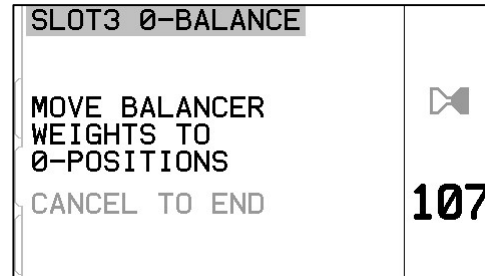 SLOT3 0-BALANCE
MOVE BALANCER
WEIGHTS TO
0-POSITIONS
CANCEL TO END
107